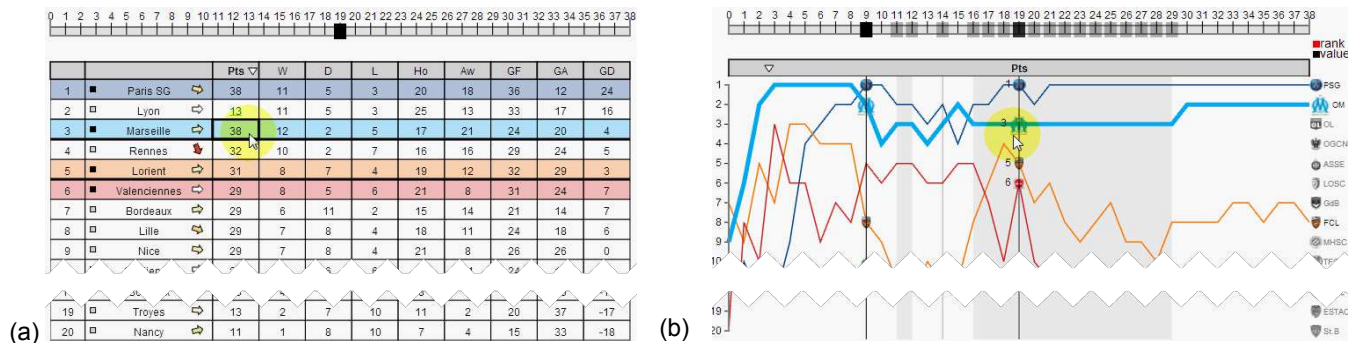 0 1 2 3 4 5 6 7 8 9 10 11 12 13 14 15 16 17 18 19 20 21 22 23 24 25 26 27 28 29 30 31 32 33 34 35 36 37 38
Pts W D L Ho Aw GF GA GD
1 Paris SG 38 11 5 3 20 18 36 12 24
2 Lyon 13 11 5 3 25 13 33 17 16
3 Marseille 38 12 2 5 17 21 24 20 4
4 Rennes 32 10 2 7 16 16 29 24 5
5 Lorient 31 8 7 4 19 12 32 29 3
6 Valenciennes 29 8 5 6 21 8 31 24 7
7 Bordeaux 29 6 11 2 15 14 21 14 7
8 Lille 29 7 8 4 18 11 24 18 6
9 Nice 29 7 8 4 21 8 26 26 0
19 Troyes 13 2 7 10 11 2 20 37 -17
20 Nancy 11 1 8 10 7 4 15 33 -18
(a)
0 1 2 3 4 5 6 7 8 9 10 11 12 13 14 15 16 17 18 19 20 21 22 23 24 25 26 27 28 29 30 31 32 33 34 35 36 37 38
rank
value
Pts
1 1 PSG
2 OM
3 3 OL
4 OGCN
5 5 ASSE
6 6 LOSC
7 GdB
8 FCL
9 MHSC
10
19 ESTAC
20 St.B
(b)